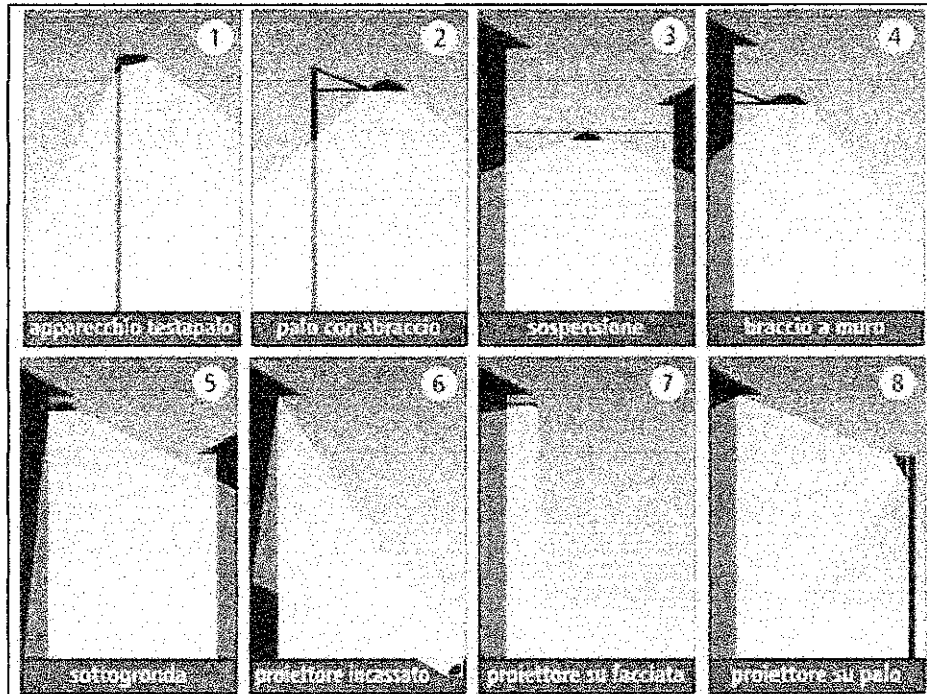 1
2
3
4
apparecchio testapalo
palo con sbraccio
sospensione
braccio a muro
5
6
7
8
sottogronda
proiettore incassato
proiettore su facciata
proiettore su palo